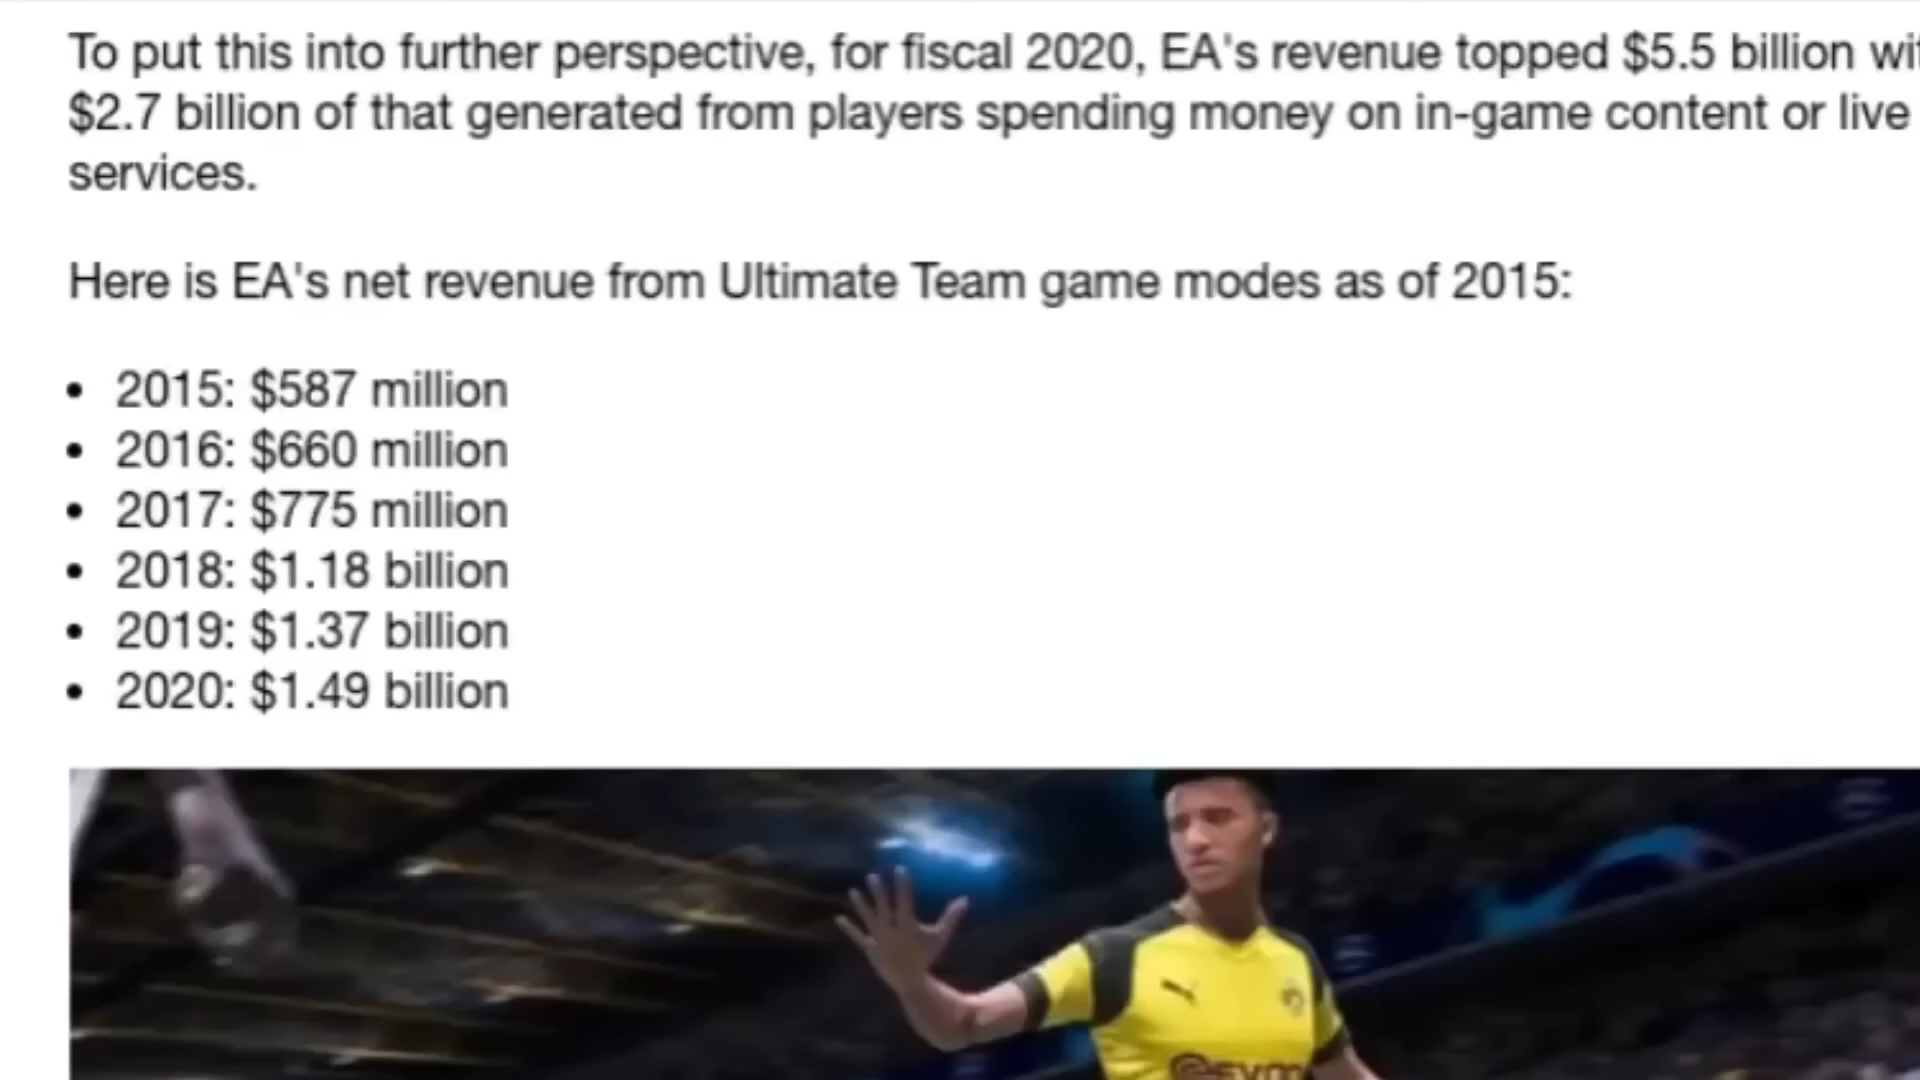 To put this into further perspective, for fiscal 2020, EA's revenue topped $5.5 billion
$2.7 billion of that generated from players spending money on in-game content or live
services.
Here is EA's net revenue from Ultimate Team game modes as of 2015:
• 2015: $587 million
• 2016: $660 million
• 2017: $775 million
• 2018: $1.18 billion
• 2019: $1.37 billion
• 2020: $1.49 billion